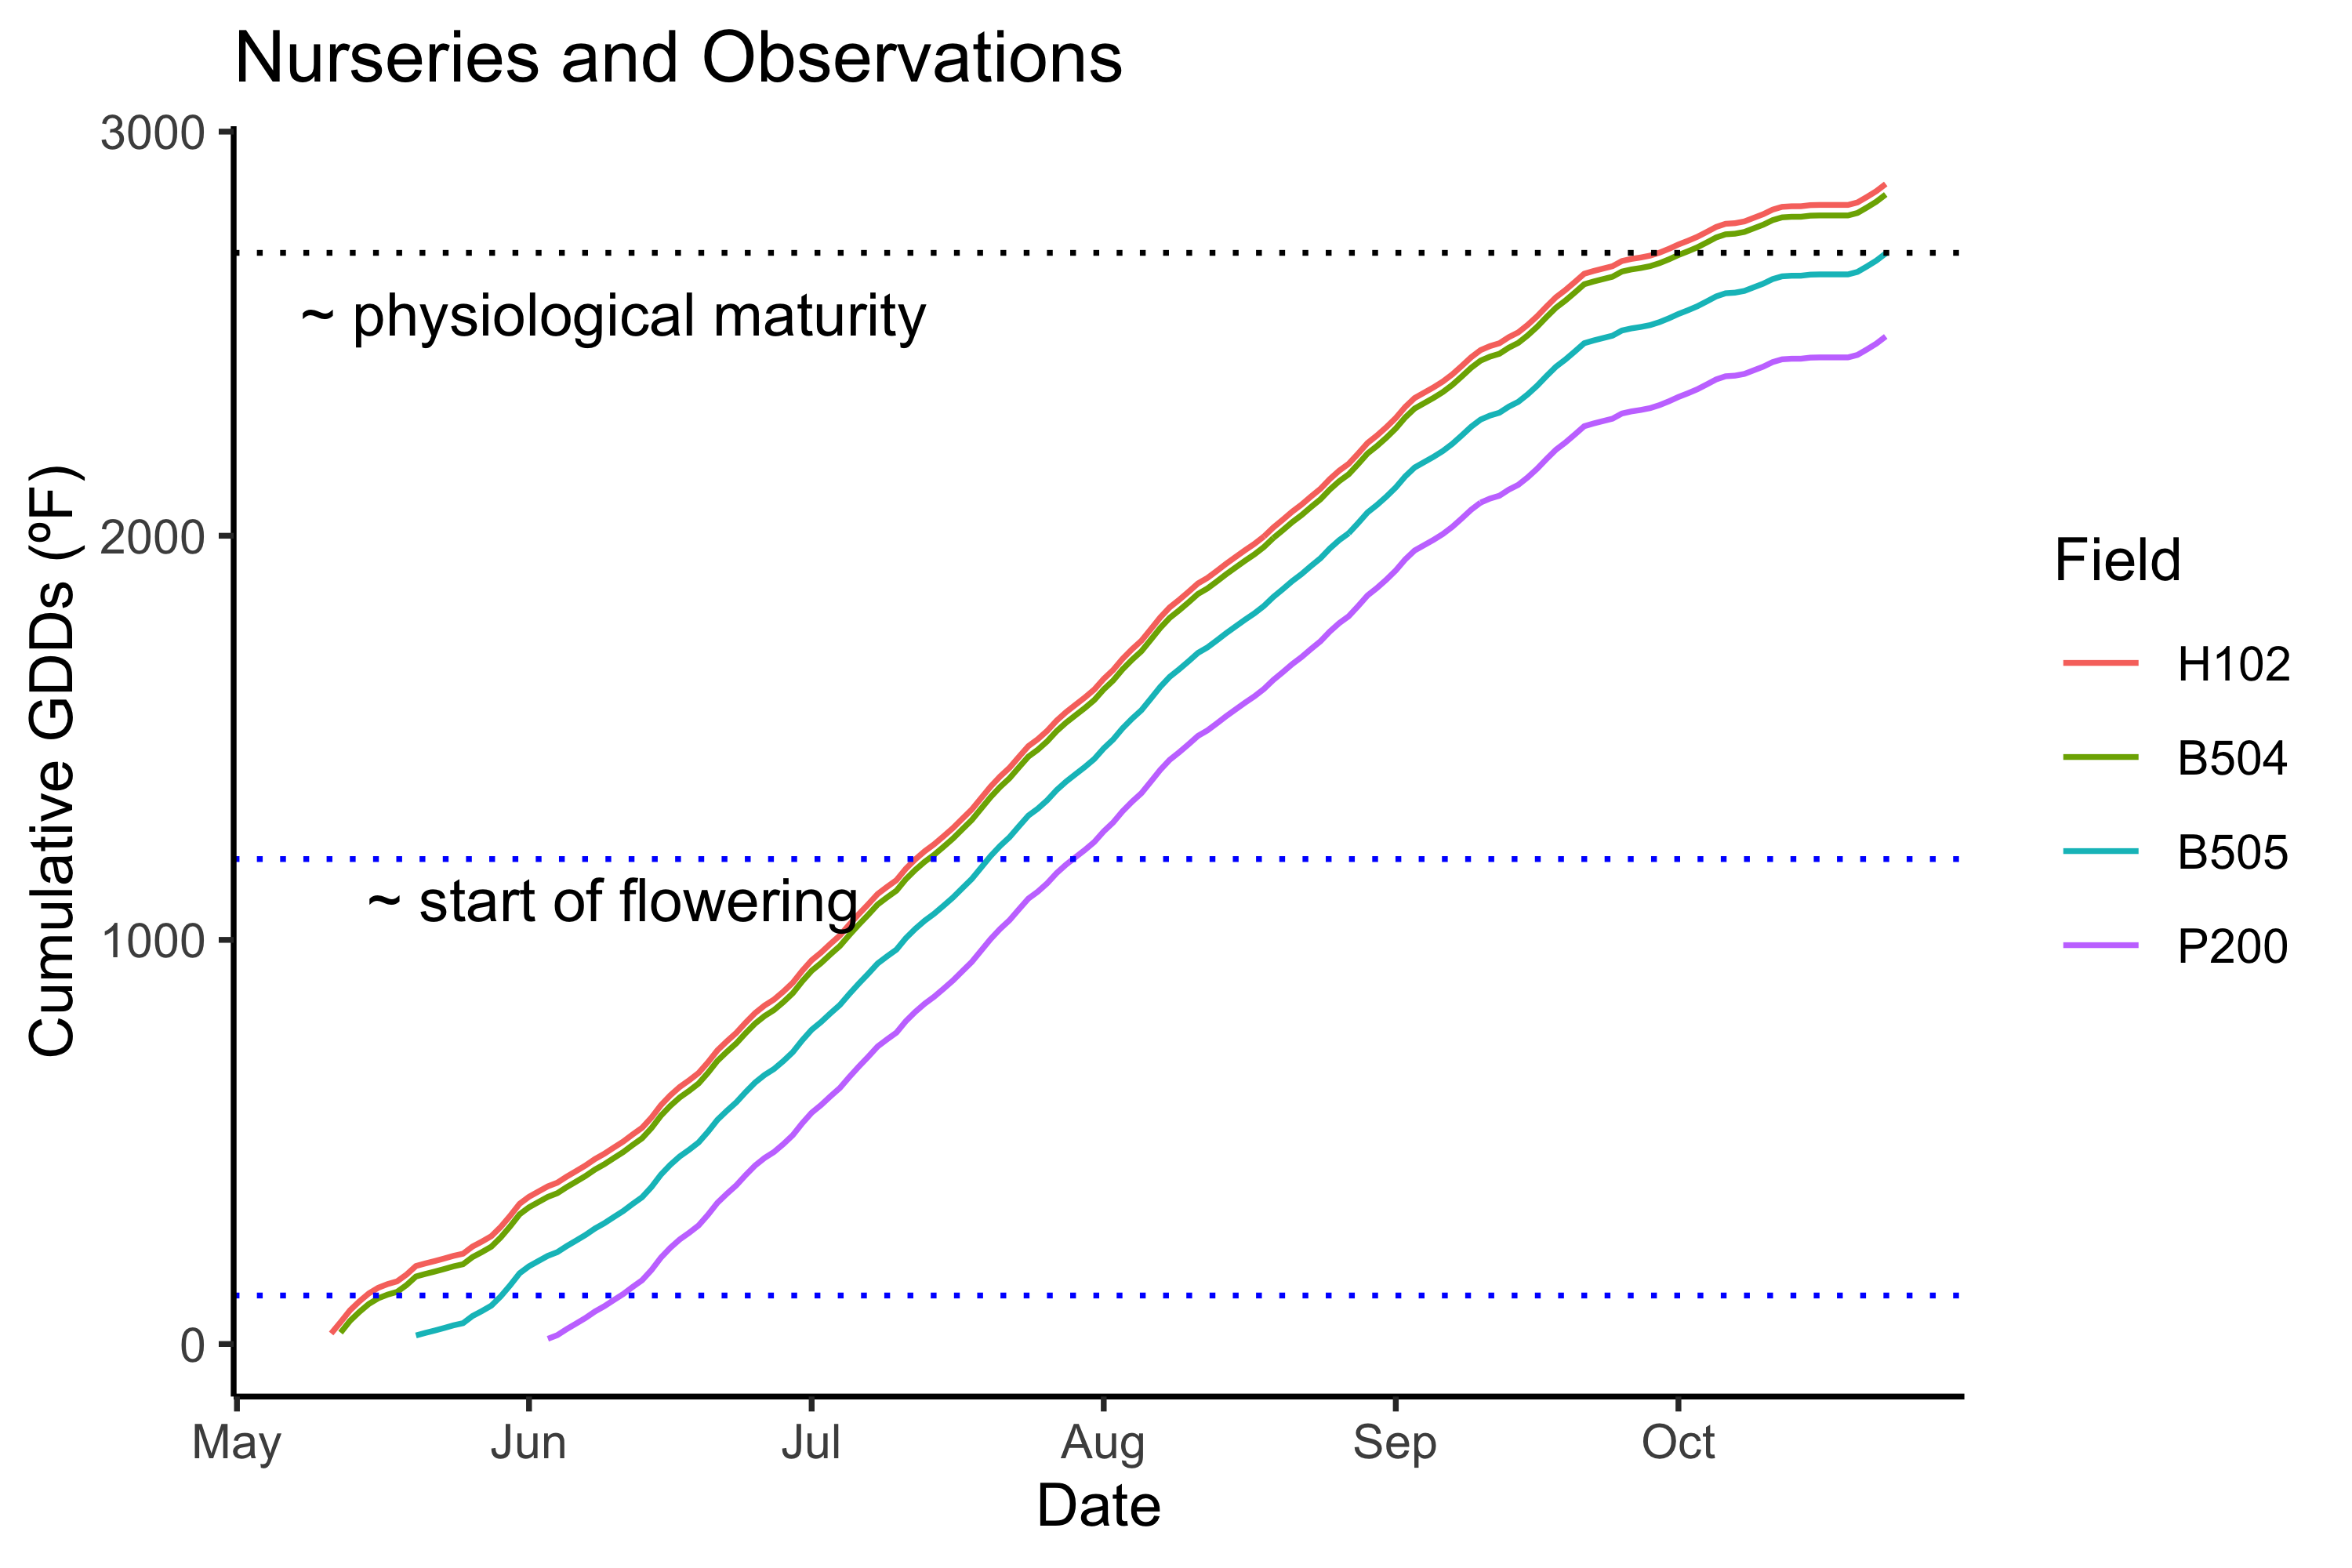 Nurseries and Observations
3000
2000
1000
0
Cumulative GDDs (ºF)
~ physiological maturity
~ start of flowering
May
Jun
Jul
Aug
Sep
Oct
Date
Field
H102
B504
B505
P200